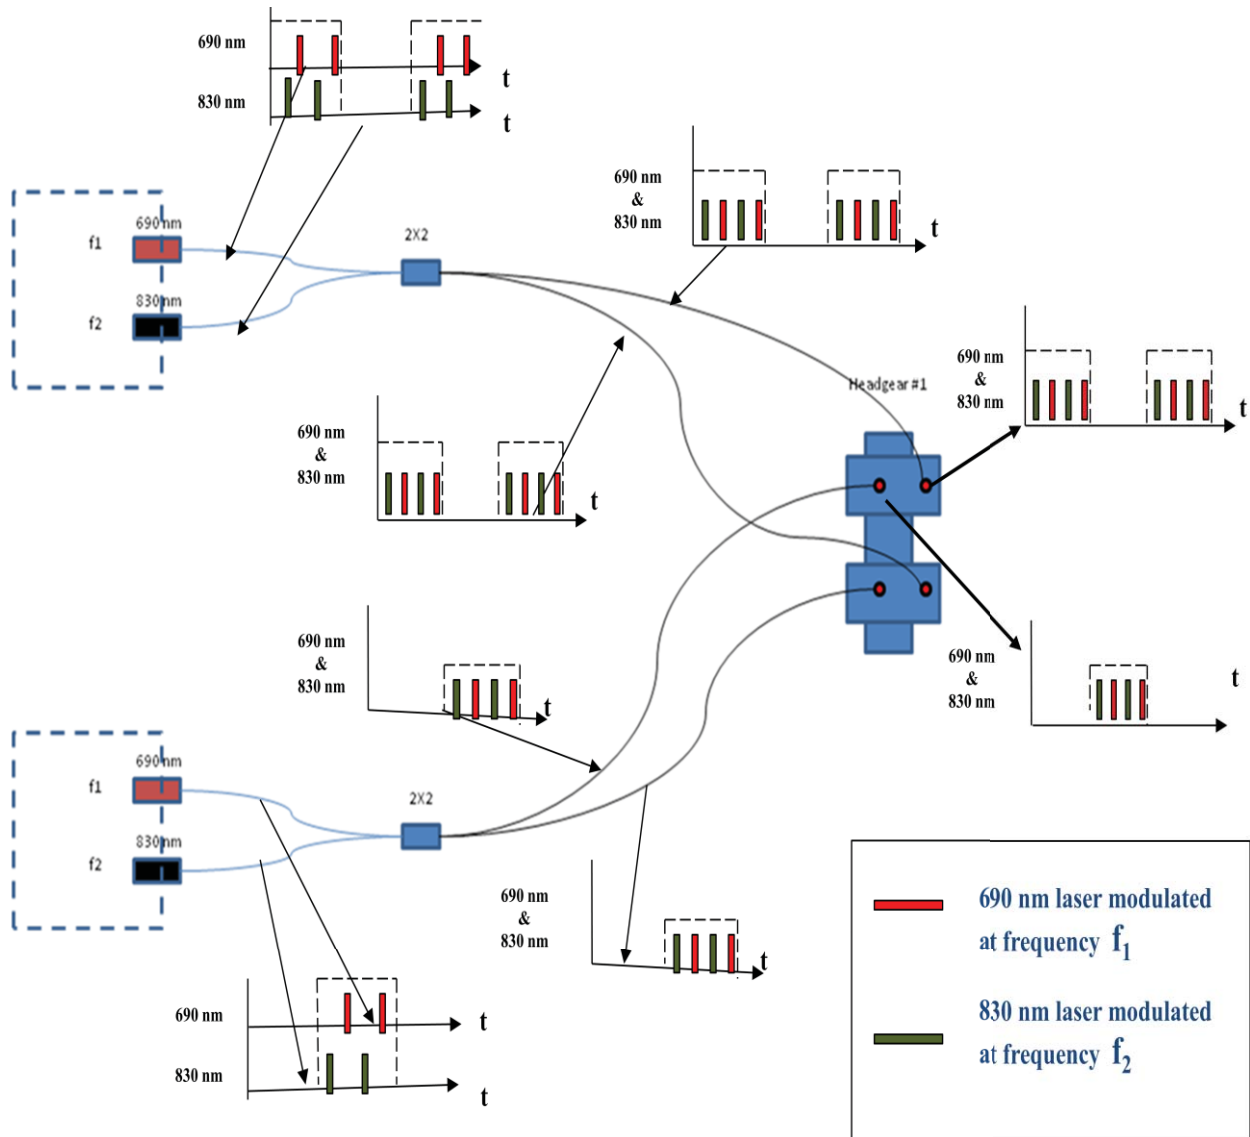 690 nm
t
830 nm
t
690 nm
&
830 nm
t
690 nm
f1
2X2
830 nm
f2
690 nm
&
830 nm
t
Headgear #1
690 nm
&
830 nm
t
690 nm
&
830 nm
t
690 nm
&
830 nm
t
690 nm
f1
2X2
830 nm
f2
690 nm
&
830 nm
t
690 nm
t
830 nm
t
690 nm laser modulated
at frequency f1
830 nm laser modulated
at frequency f2